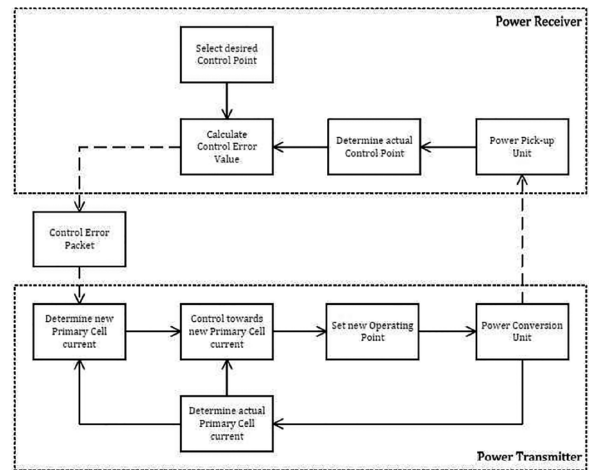 Power Receiver
Select desired
Control Point
Calculate
Control Error
Value
Determine actual
Control Point
Power Pick-up
Unit
Control Error
Packet
Determine new
Primary Cell
current
Control towards
new Primary Cell
current
Set new Operating
Point
Power Conversion
Unit
Determine actual
Primary Cell
current
Power Transmitter